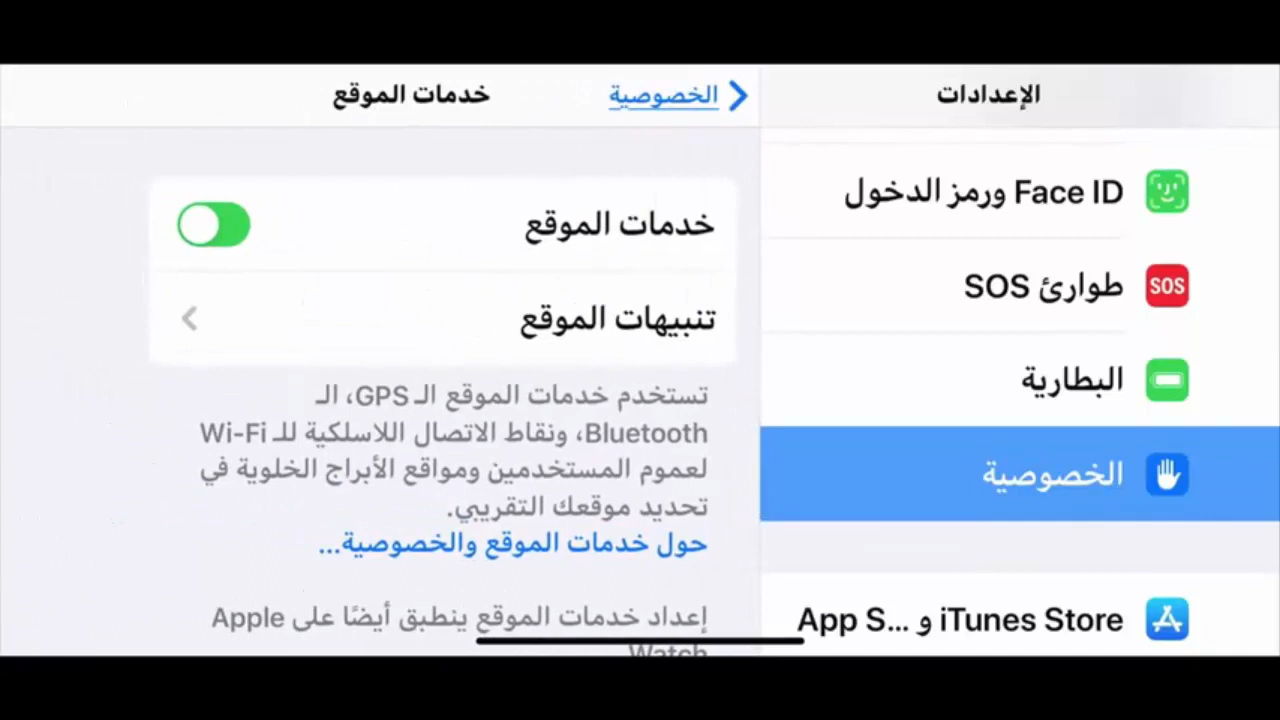 الإعدادات
Face ID ورمز الدخول
طوارئ SOS
SOS
البطارية
الخصوصية
iTunes Store و App S...
الخصوصية
خدمات الموقع
خدمات الموقع
تنبيهات الموقع
تستخدم خدمات الموقع الـ GPS، الـ
Bluetooth، ونقاط الاتصال اللاسلكية للـ Wi-Fi
لعموم المستخدمين ومواقع الأبراج الخلوية في
تحديد موقعك التقريبي.
حول خدمات الموقع والخصوصية...
إعداد خدمات الموقع ينطبق أيضًا على Apple
Watch